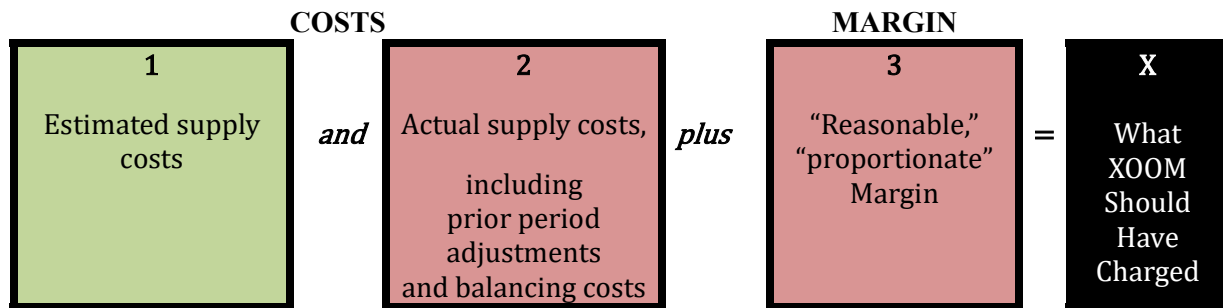 COSTS MARGIN
1
Estimated supply
costs
and
2
Actual supply costs,
including
prior period
adjustments
and balancing costs
plus
3
“Reasonable,”
“proportionate”
Margin
=
X
What
XOOM
Should
Have
Charged